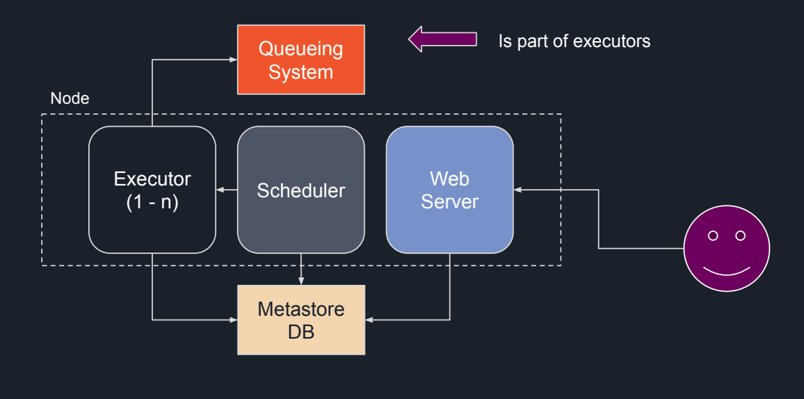 Queueing
System
Is part of executors
Node
Executor
(1 - n)
Scheduler
Web
Server
Metastore
DB